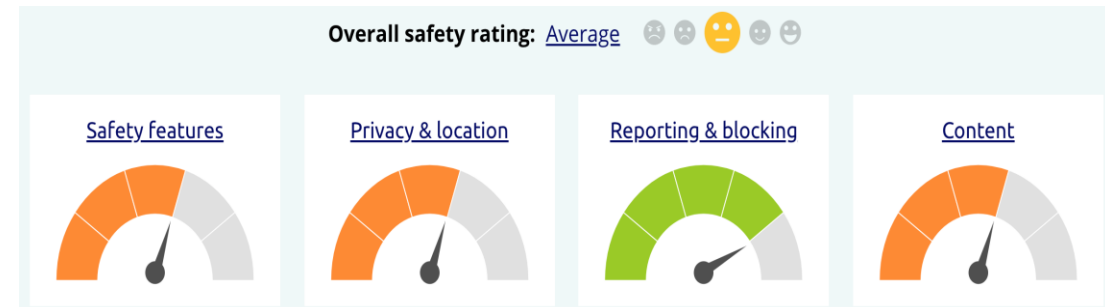 Overall safety rating: Average
Safety features
Privacy & location
Reporting & blocking
Content